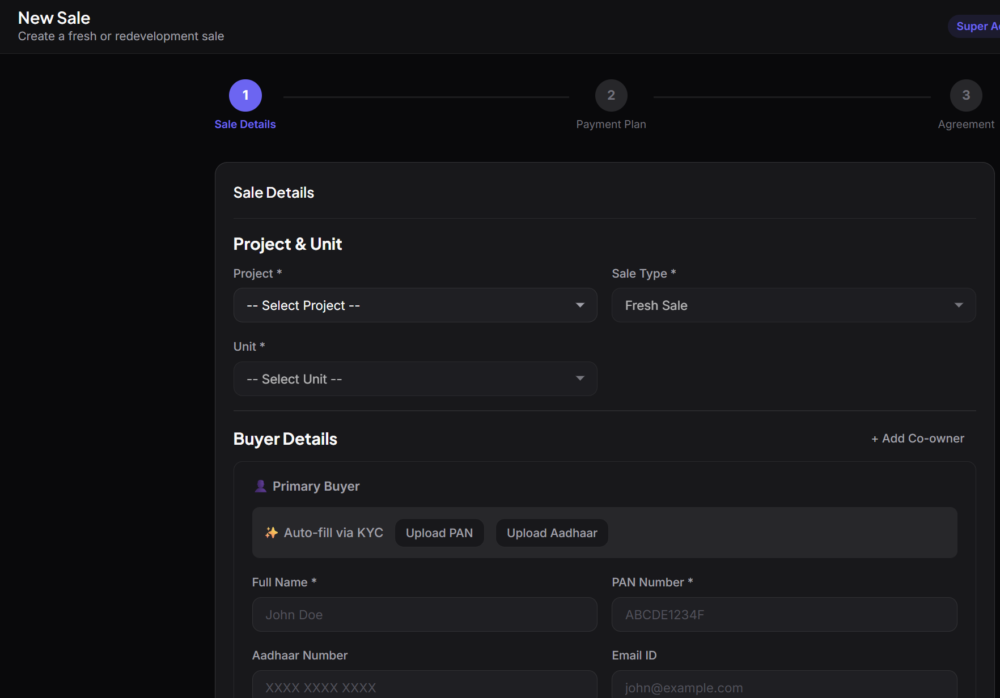 New Sale
Create a fresh or redevelopment sale
Super
1
2
3
Sale Details
Payment Plan
Agreement
Sale Details
Project & Unit
Project *
Sale Type *
-- Select Project --
Fresh Sale
Unit *
-- Select Unit --
Buyer Details
+ Add Co-owner
Primary Buyer
Auto-fill via KYC
Upload PAN
Upload Aadhaar
Full Name *
PAN Number *
John Doe
ABCDE1234F
Aadhaar Number
Email ID
XXXX XXXX XXXX
john@example.com